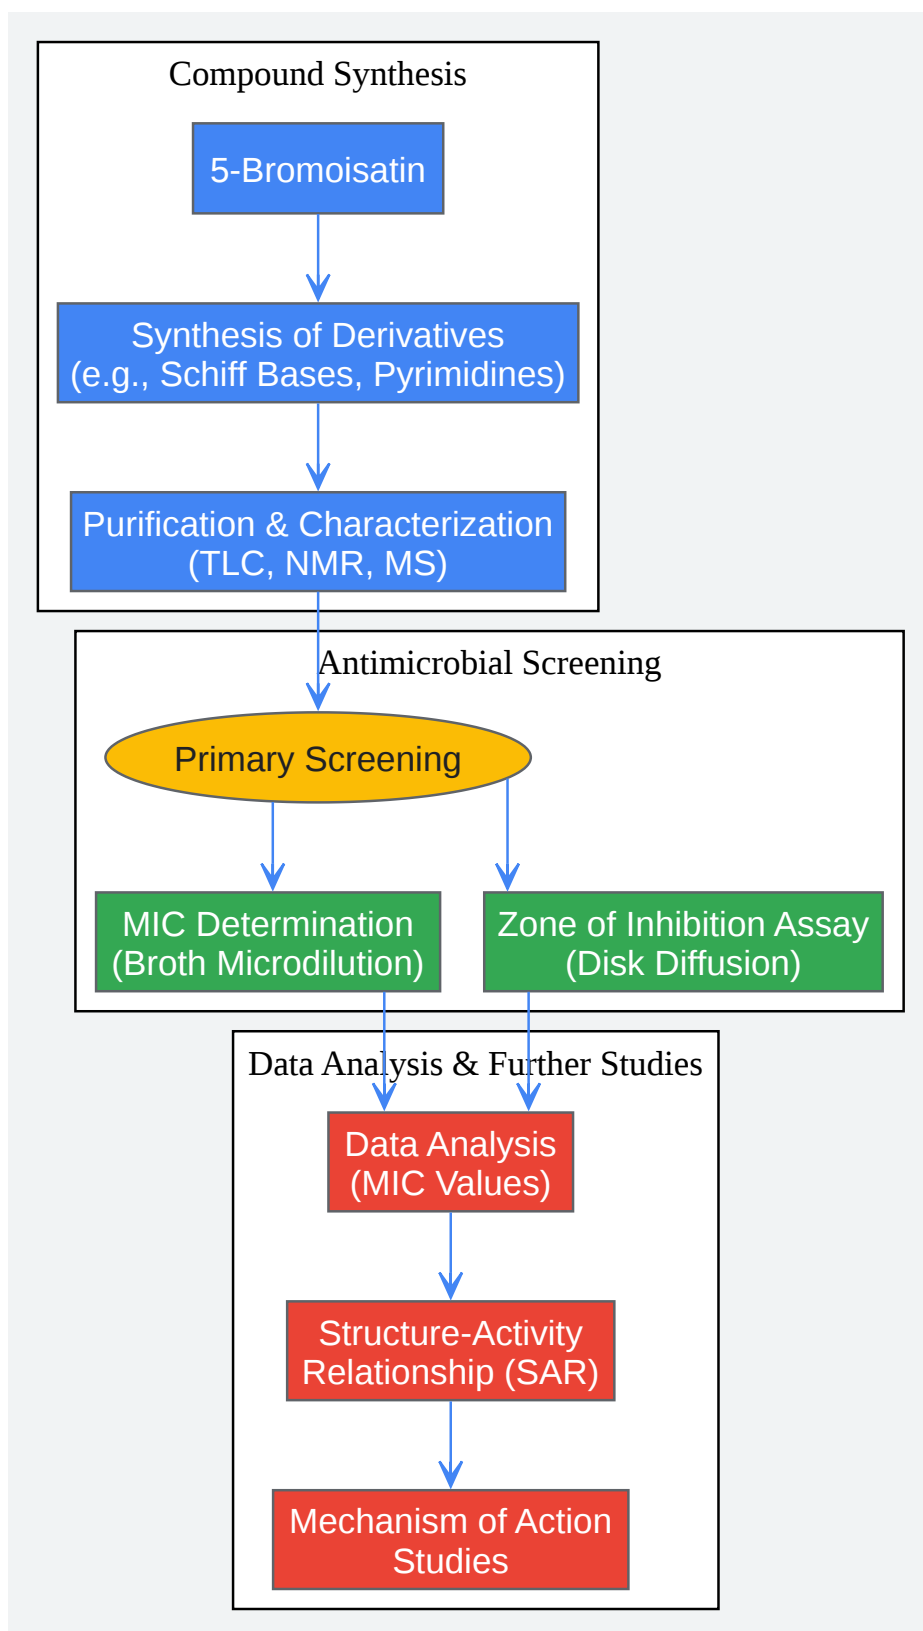 Compound Synthesis
5-Bromoisatin
Synthesis of Derivatives
(e.g., Schiff Bases, Pyrimidines)
Purification & Characterization
(TLC, NMR, MS)
Antimicrobial Screening
Primary Screening
MIC Determination
(Broth Microdilution)
Zone of Inhibition Assay
(Disk Diffusion)
Data Analysis & Further Studies
Data Analysis
(MIC Values)
Structure-Activity
Relationship (SAR)
Mechanism of Action
Studies